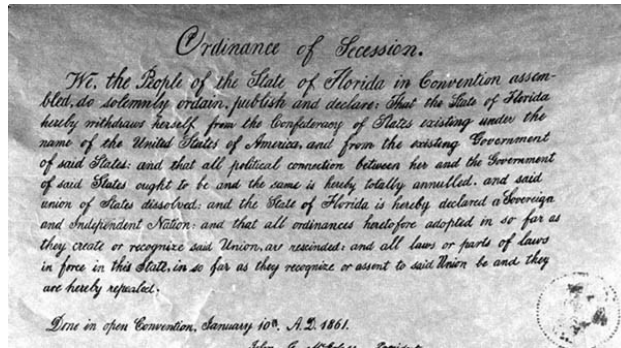 Ordinance of Secession.
We, the People of the State of Florida in Convention assem-
bled, do solemnly ordain, publish and declare: That the State of Florida
hereby withdraws herself from the Confederacy of States existing under the
name of the United States of America, and from the existing Government
of said States: and that all political connection between her and the Government
of said States ought to be and the same is hereby totally annulled, and said
union of States dissolved: and the State of Florida is hereby declared a Sovereign
and Independent Nation: and that all ordinances heretofore adopted in so far as
they create or recognize said Union, are rescinded: and all laws or parts of laws
in force in this State, in so far as they recognize or assent to said Union be and they
are hereby repealed.
Done in open Convention, January 10th, A.D. 1861.
John C.